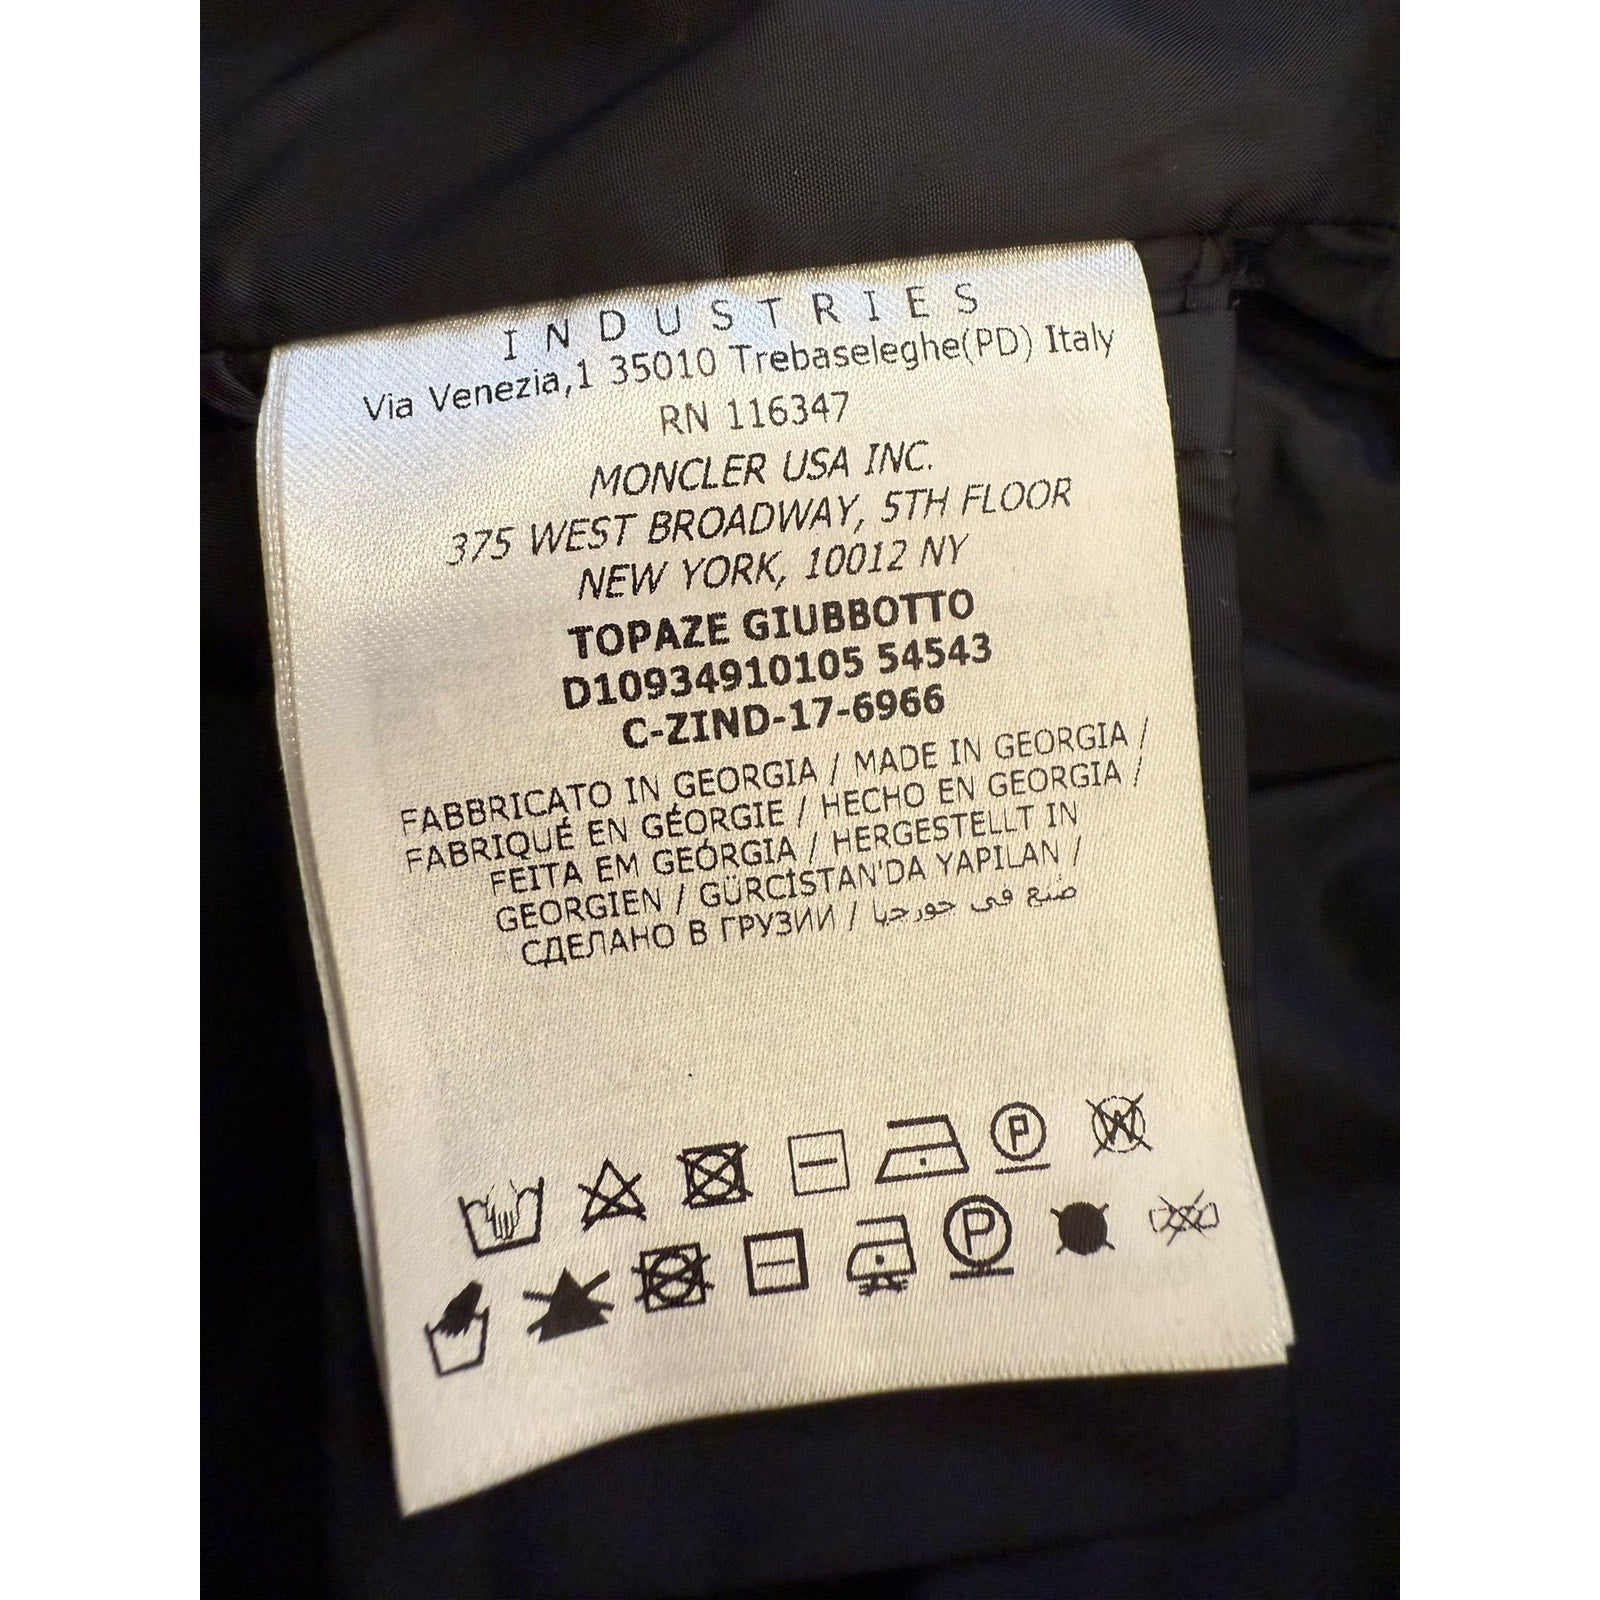 INDUSTRIES
Via Venezia,1 35010 Trebaseleghe(PD) Italy
RN 116347
MONCLER USA INC.
375 WEST BROADWAY, 5TH FLOOR
NEW YORK, 10012 NY
TOPAZE GIUBBOTTO
D10934910105 54543
C-ZIND-17-6966
FABBRICATO IN GEORGIA / MADE IN GEORGIA /
FABRIQUÉ EN GÉORGIE / HECHO EN GEORGIA /
FEITA EM GEÓRGIA / HERGESTELLT IN
GEORGIEN / GÜRCİSTAN'DA YAPILAN /
СДЕЛАНО В ГРУЗИИ / صنع في جورجيا
P W
P